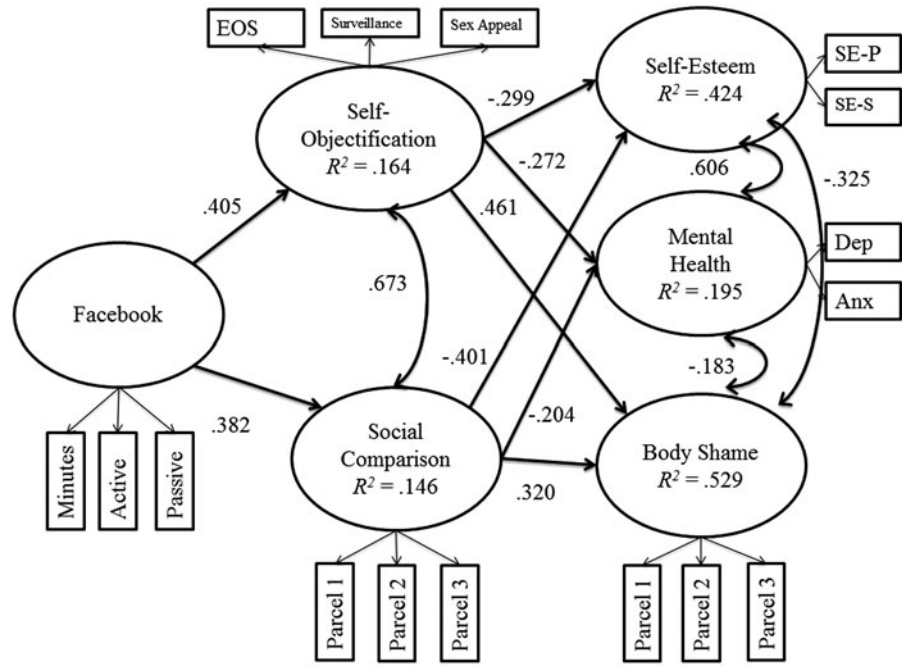 EOS
Surveillance
Sex Appeal
Self-Esteem
R² = .424
SE-P
SE-S
Self-
Objectification
R² = .164
-.299
-.272
.461
.606
-.325
.405
Mental
Health
R² = .195
Dep
Anx
Facebook
.673
-.401
-.183
.382
-.204
.320
Social
Comparison
R² = .146
Body Shame
R² = .529
Minutes
Active
Passive
Parcel 1
Parcel 2
Parcel 3
Parcel 1
Parcel 2
Parcel 3